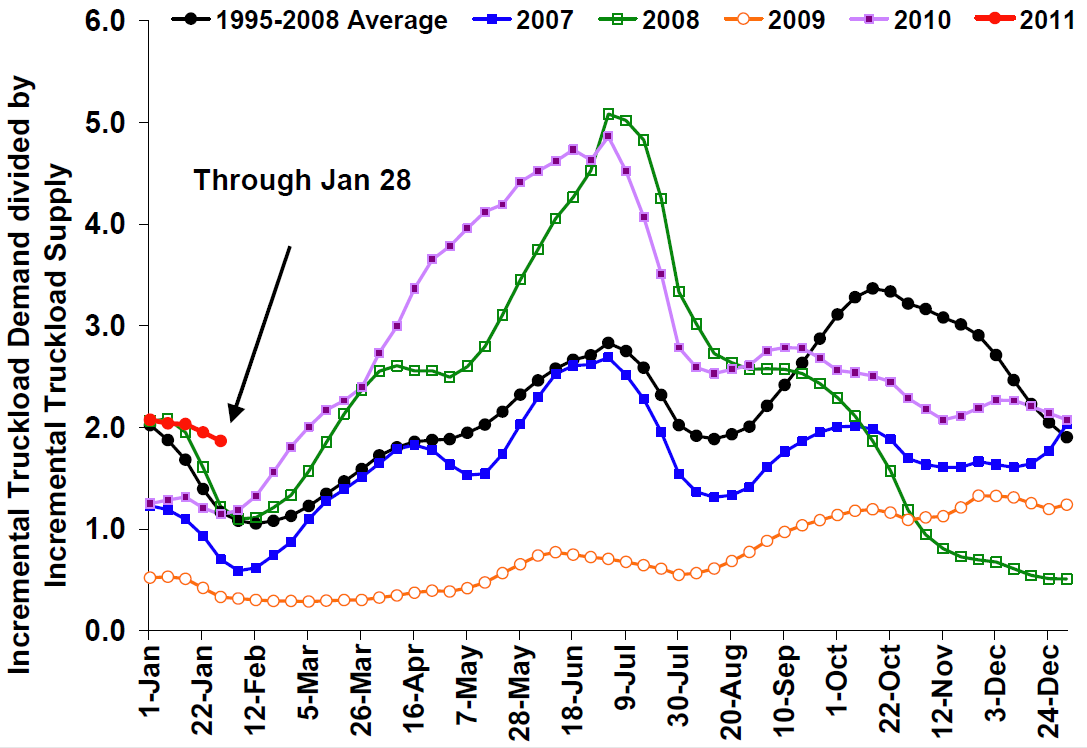 Incremental Truckload Demand divided by
Incremental Truckload Supply
1995-2008 Average 2007 2008 2009 2010 2011
6.0
5.0
4.0
3.0
2.0
1.0
0.0
Through Jan 28
1-Jan
22-Jan
12-Feb
5-Mar
26-Mar
16-Apr
7-May
28-May
18-Jun
9-Jul
30-Jul
20-Aug
10-Sep
1-Oct
22-Oct
12-Nov
3-Dec
24-Dec